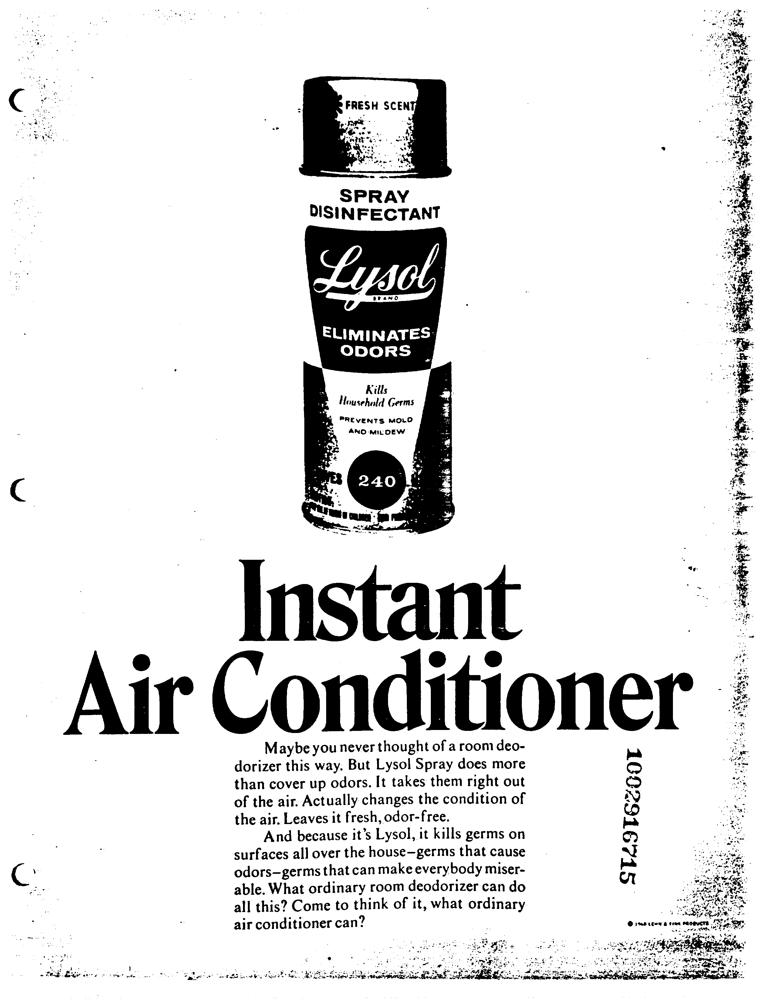 FRESH SCENT
SPRAY
DISINFECTANT
Lysol
BRAND
ELIMINATES
ODORS
Kills
Household Germs
PREVENTS MOLD
AND MILDEW
240
Instant
Air Conditioner
Maybe you never thought of a room deo-
dorizer this way. But Lysol Spray does more
than cover up odors. It takes them right out
of the air. Actually changes the condition of
the air. Leaves it fresh, odor-free.
And because it's Lysol, it kills germs on
surfaces all over the house–germs that cause
odors–germs that can make everybody miser-
able. What ordinary room deodorizer can do
all this? Come to think of it, what ordinary
air conditioner can?
1002916715
LEHN & FINK PRODUCTS